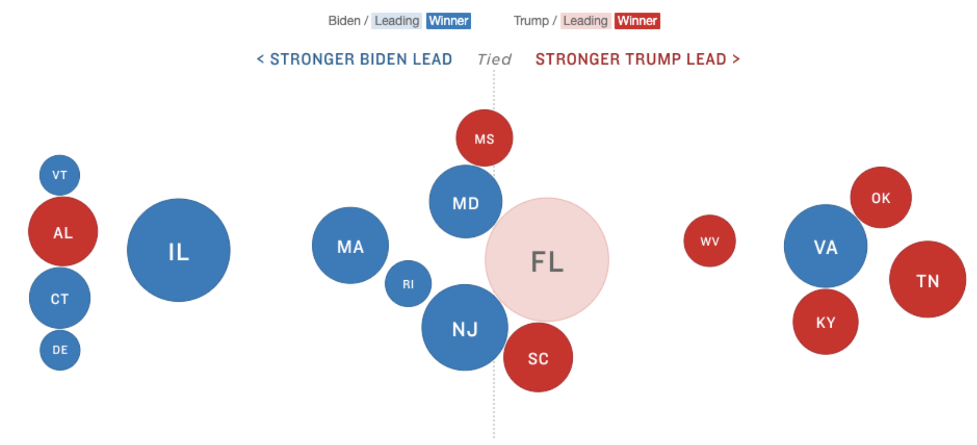 Biden / Leading Winner Trump / Leading Winner
< STRONGER BIDEN LEAD Tied STRONGER TRUMP LEAD >
MS
VT
OK
MD
AL
WV
MA
VA
IL
FL
TN
RI
CT
KY
NJ
DE
SC